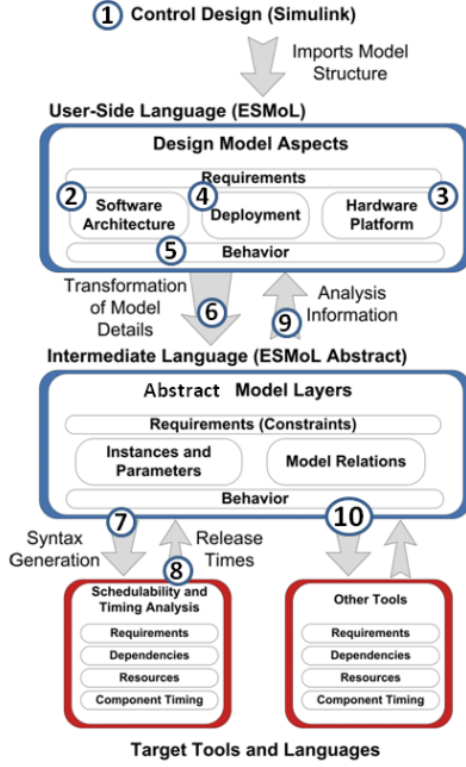 1 Control Design (Simulink)
Imports Model
Structure
User-Side Language (ESMoL)
Design Model Aspects
Requirements
2 Software
Architecture
4 Deployment
3 Hardware
Platform
5 Behavior
Transformation
of Model
Details
6
9
Analysis
Information
Intermediate Language (ESMoL Abstract)
Abstract Model Layers
Requirements (Constraints)
Instances and
Parameters
Model Relations
Behavior
7
10
Syntax
Generation
Release
Times
8
Schedulability and
Timing Analysis
Requirements
Dependencies
Resources
Component Timing
Other Tools
Requirements
Dependencies
Resources
Component Timing
Target Tools and Languages